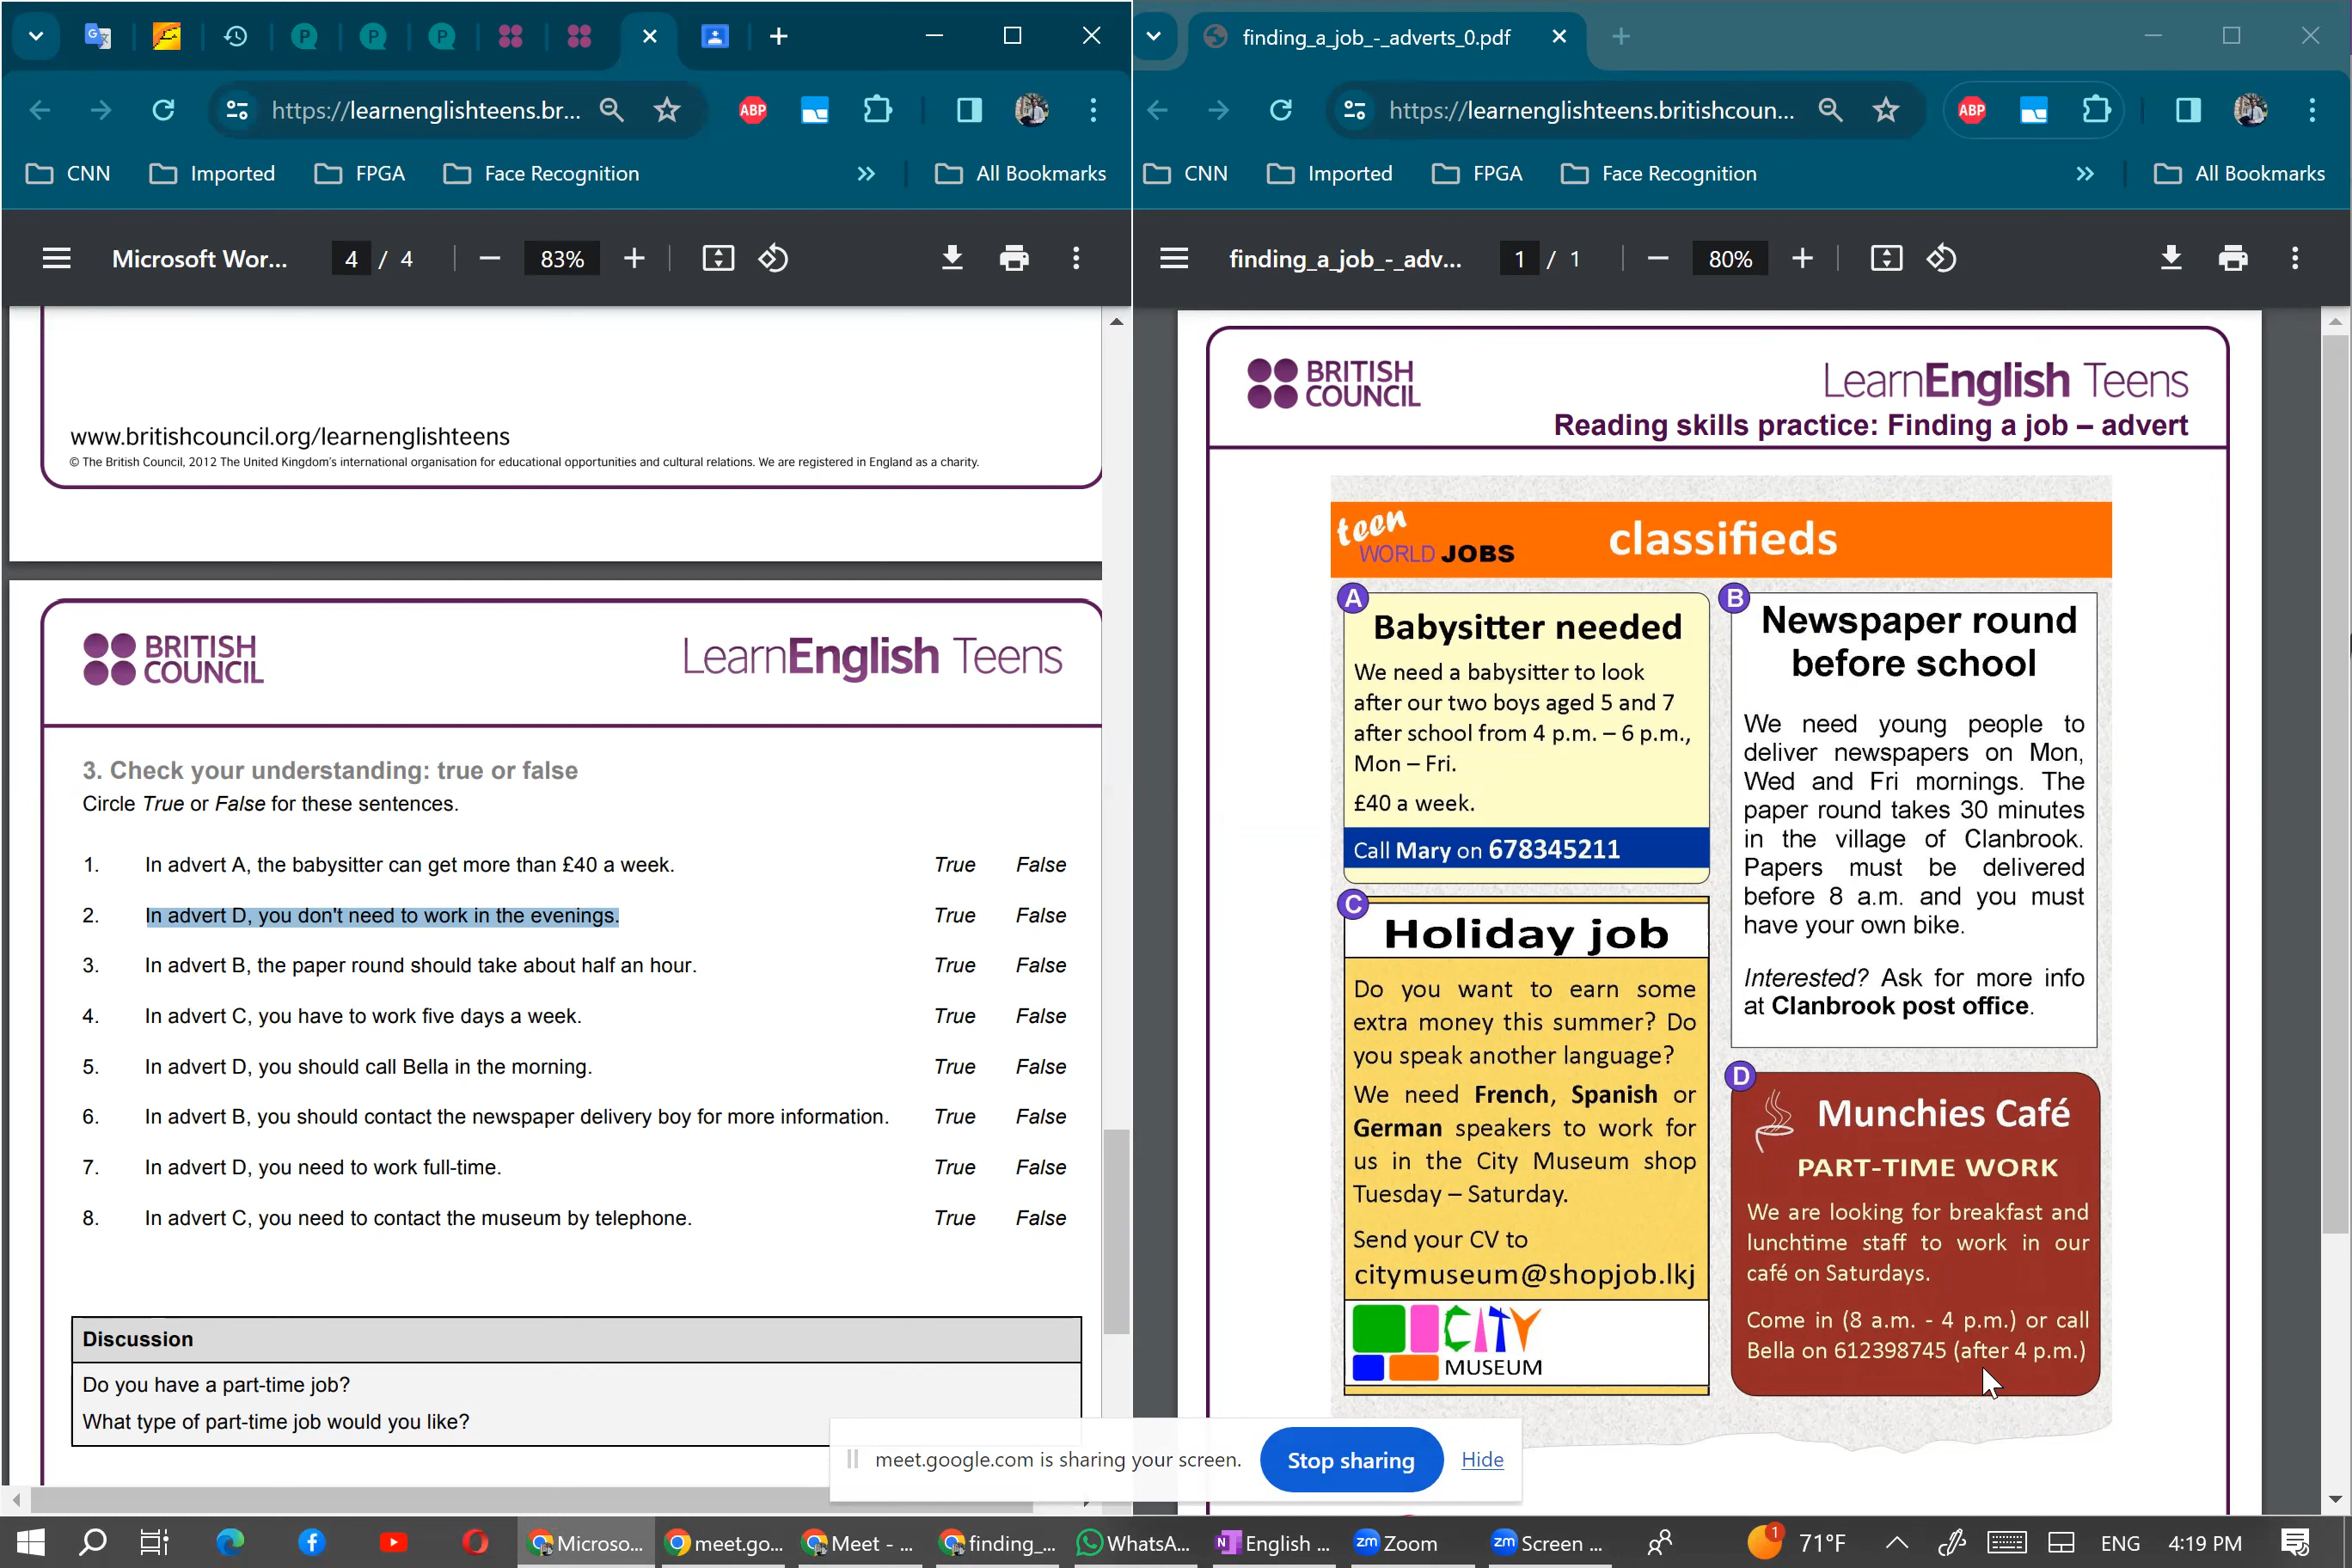 finding_a_job_-_adverts_0.pdf
https://learnenglishteens.br...
ABP
https://learnenglishteens.britishcoun...
ABP
CNN
Imported
FPGA
Face Recognition
All Bookmarks
CNN
Imported
FPGA
Face Recognition
All Bookmarks
Microsoft Wor...
4 / 4
83%
finding_a_job_-_adv...
1 / 1
80%
www.britishcouncil.org/learnenglishteens
© The British Council, 2012 The United Kingdom's international organisation for educational opportunities and cultural relations. We are registered in England as a charity.
BRITISH
COUNCIL
LearnEnglish Teens
3. Check your understanding: true or false
Circle True or False for these sentences.
1. In advert A, the babysitter can get more than £40 a week. True False
2. In advert D, you don't need to work in the evenings. True False
3. In advert B, the paper round should take about half an hour. True False
4. In advert C, you have to work five days a week. True False
5. In advert D, you should call Bella in the morning. True False
6. In advert B, you should contact the newspaper delivery boy for more information. True False
7. In advert D, you need to work full-time. True False
8. In advert C, you need to contact the museum by telephone. True False
Discussion
Do you have a part-time job?
What type of part-time job would you like?
BRITISH
COUNCIL
LearnEnglish Teens
Reading skills practice: Finding a job – advert
teen
WORLD JOBS
classifieds
A
Babysitter needed
We need a babysitter to look
after our two boys aged 5 and 7
after school from 4 p.m. – 6 p.m.,
Mon – Fri.
£40 a week.
Call Mary on 678345211
B
Newspaper round
before school
We need young people to
deliver newspapers on Mon,
Wed and Fri mornings. The
paper round takes 30 minutes
in the village of Clanbrook.
Papers must be delivered
before 8 a.m. and you must
have your own bike.
Interested? Ask for more info
at Clanbrook post office.
C
Holiday job
Do you want to earn some
extra money this summer? Do
you speak another language?
We need French, Spanish or
German speakers to work for
us in the City Museum shop
Tuesday – Saturday.
Send your CV to
citymuseum@shopjob.lkj
CITY
MUSEUM
D
Munchies Café
PART-TIME WORK
We are looking for breakfast and
lunchtime staff to work in our
café on Saturdays.
Come in (8 a.m. - 4 p.m.) or call
Bella on 612398745 (after 4 p.m.)
meet.google.com is sharing your screen.
Stop sharing
Hide
Microso...
meet.go...
Meet - ...
finding_...
WhatsA...
English ...
zm Zoom
zm Screen ...
1
71°F
ENG
4:19 PM